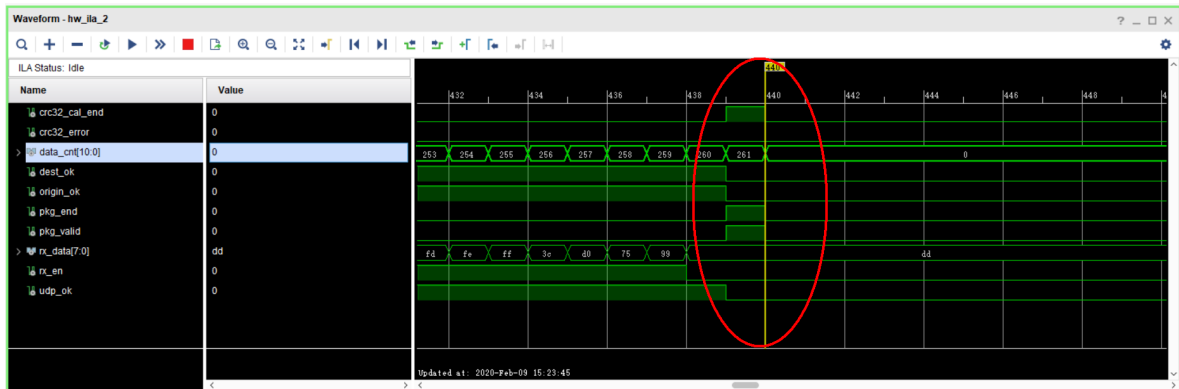 Waveform - hw_ila_2
? _ □ X
ILA Status: Idle
Name Value
440
432 434 436 438 440 442 444 446 448 4
crc32_cal_end 0
crc32_error 0
data_cnt[10:0] 0 253 254 255 256 257 258 259 260 261 0
dest_ok 0
origin_ok 0
pkg_end 0
pkg_valid 0
rx_data[7:0] dd fd fe ff 3c d0 75 99 dd
rx_en 0
udp_ok 0
Updated at: 2020-Feb-09 15:23:45